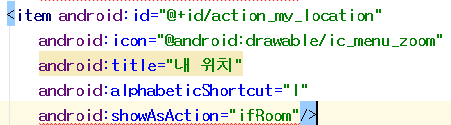 <item android:id="@+id/action_my_location"
android:icon="@android:drawable/ic_menu_zoom"
android:title="내 위치"
android:alphabeticShortcut="l"
android:showAsAction="ifRoom"/>